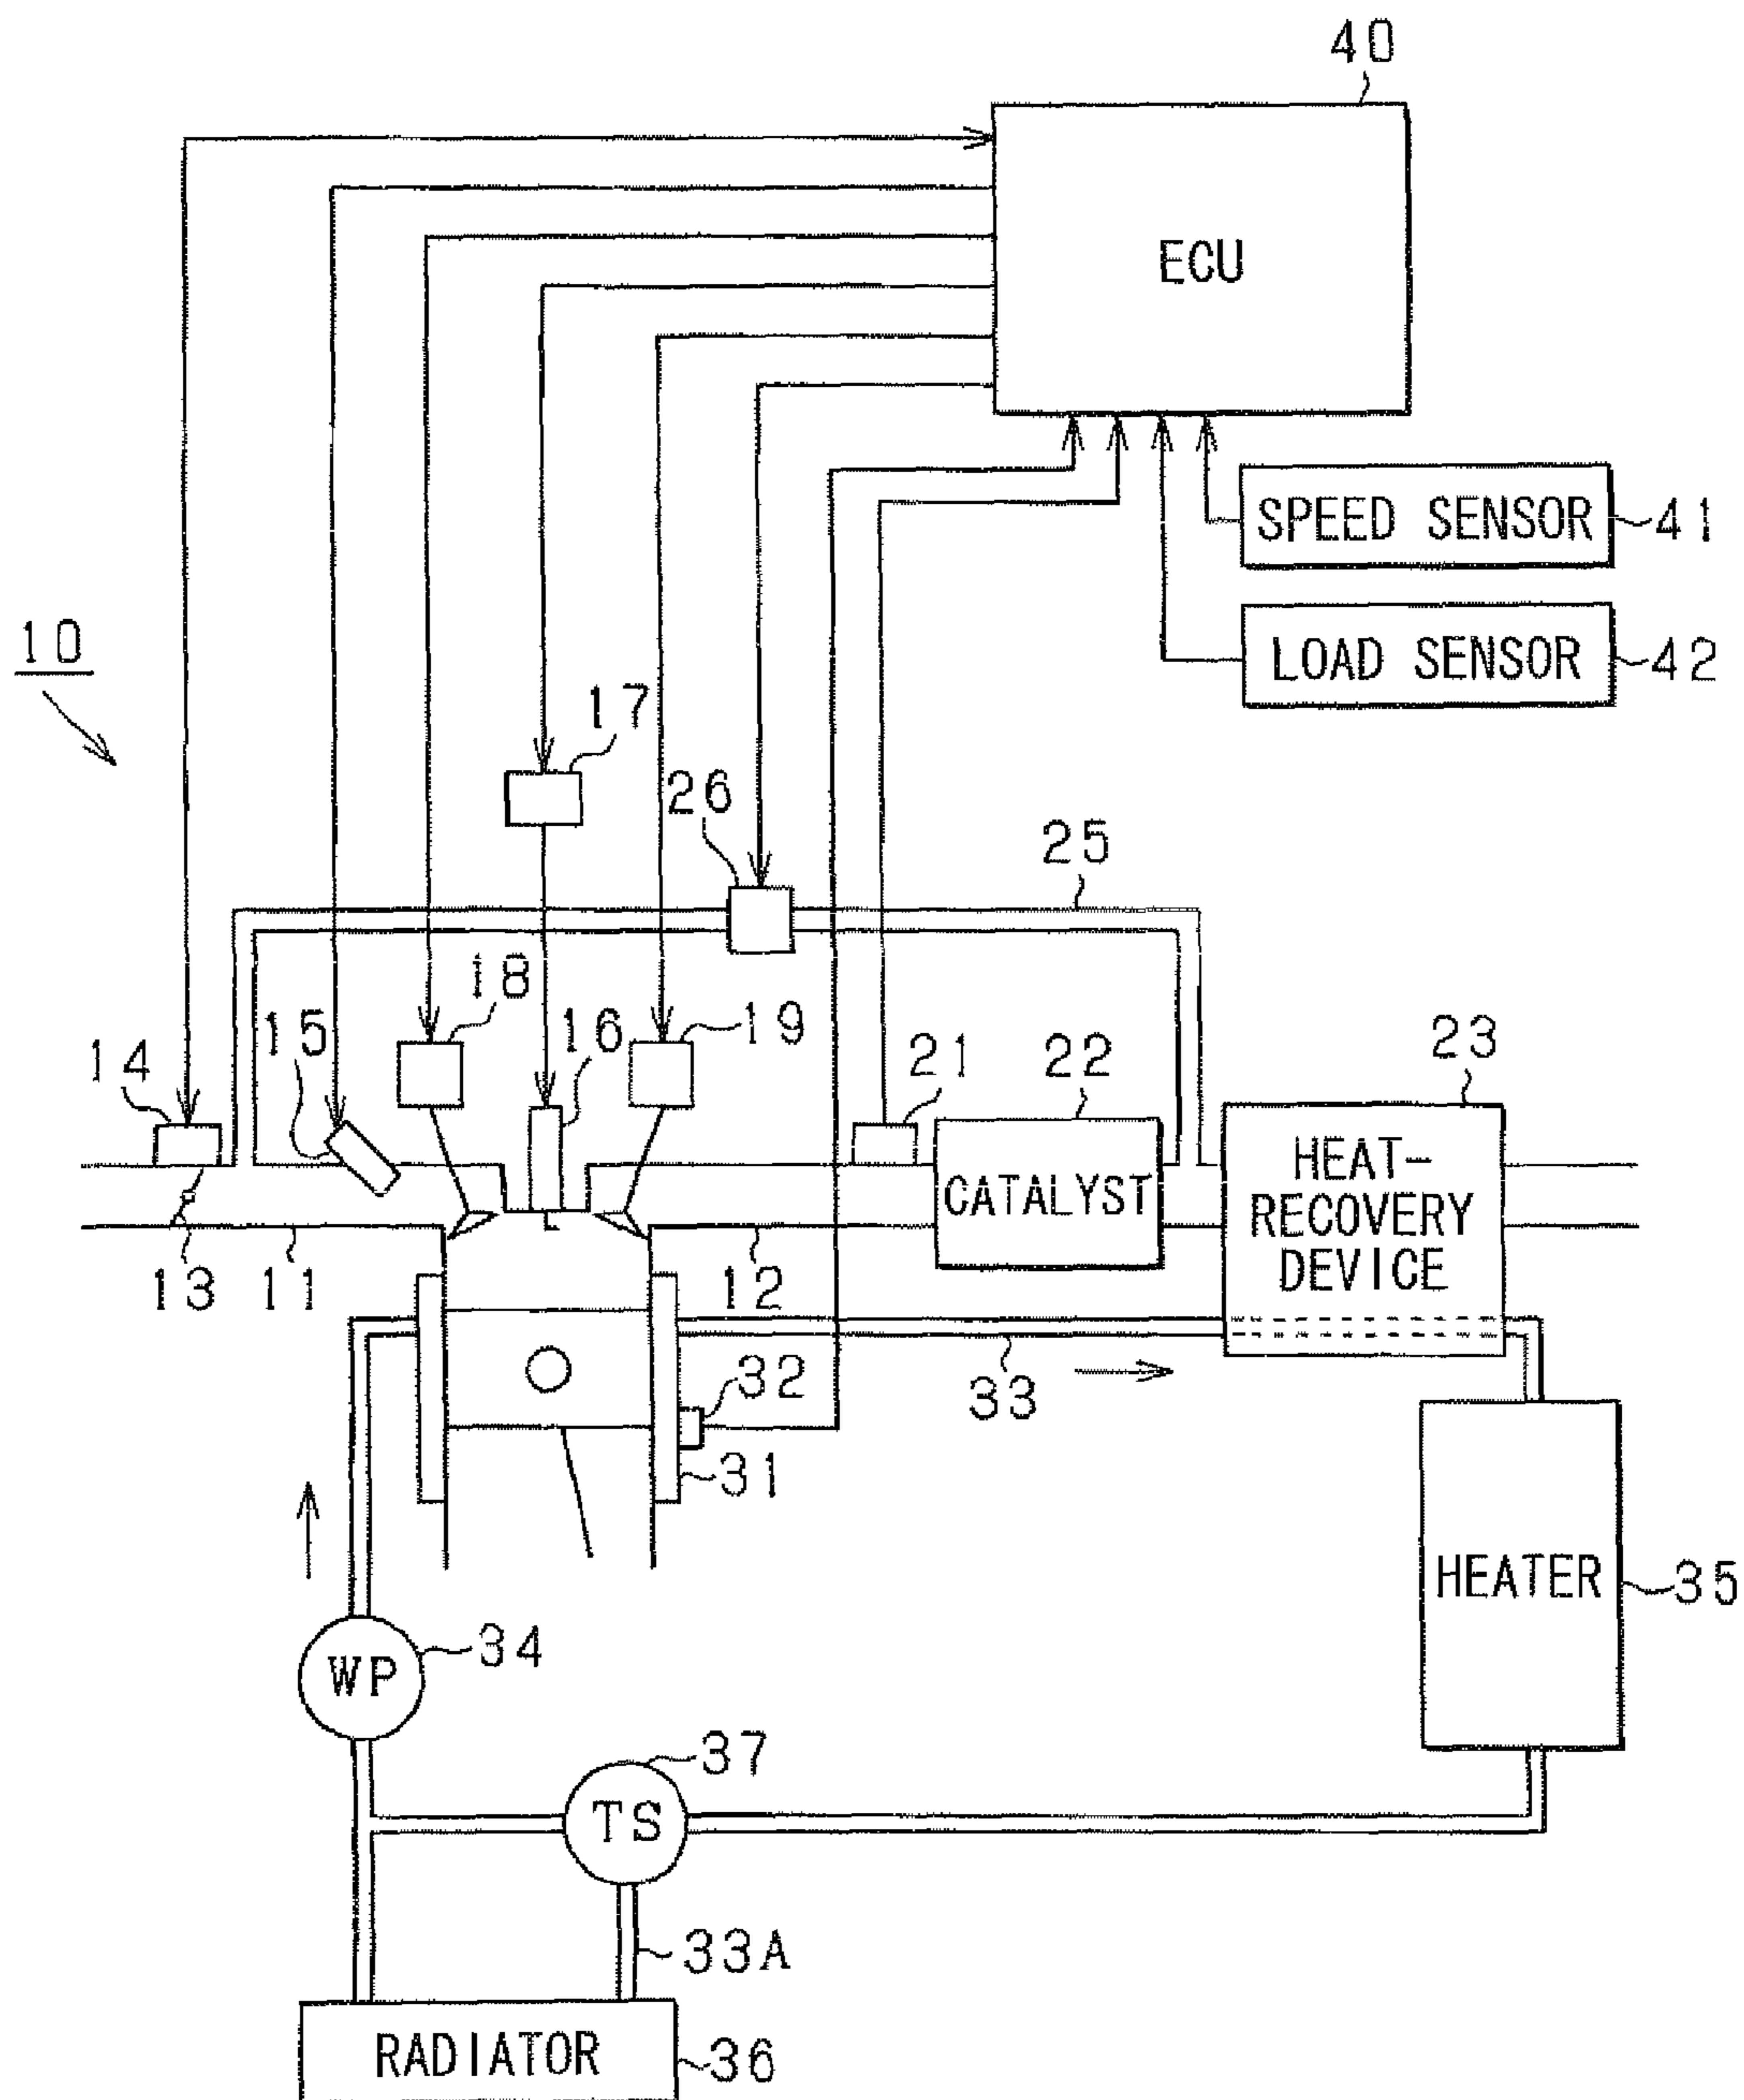 40
ECU
SPEED SENSOR
41
10
LOAD SENSOR
42
17
26
25
18
15
16
19
14
21
22
23
CATALYST
HEAT-
RECOVERY
DEVICE
13
11
12
32
33
31
HEATER
35
WP
34
37
TS
33A
RADIATOR
36